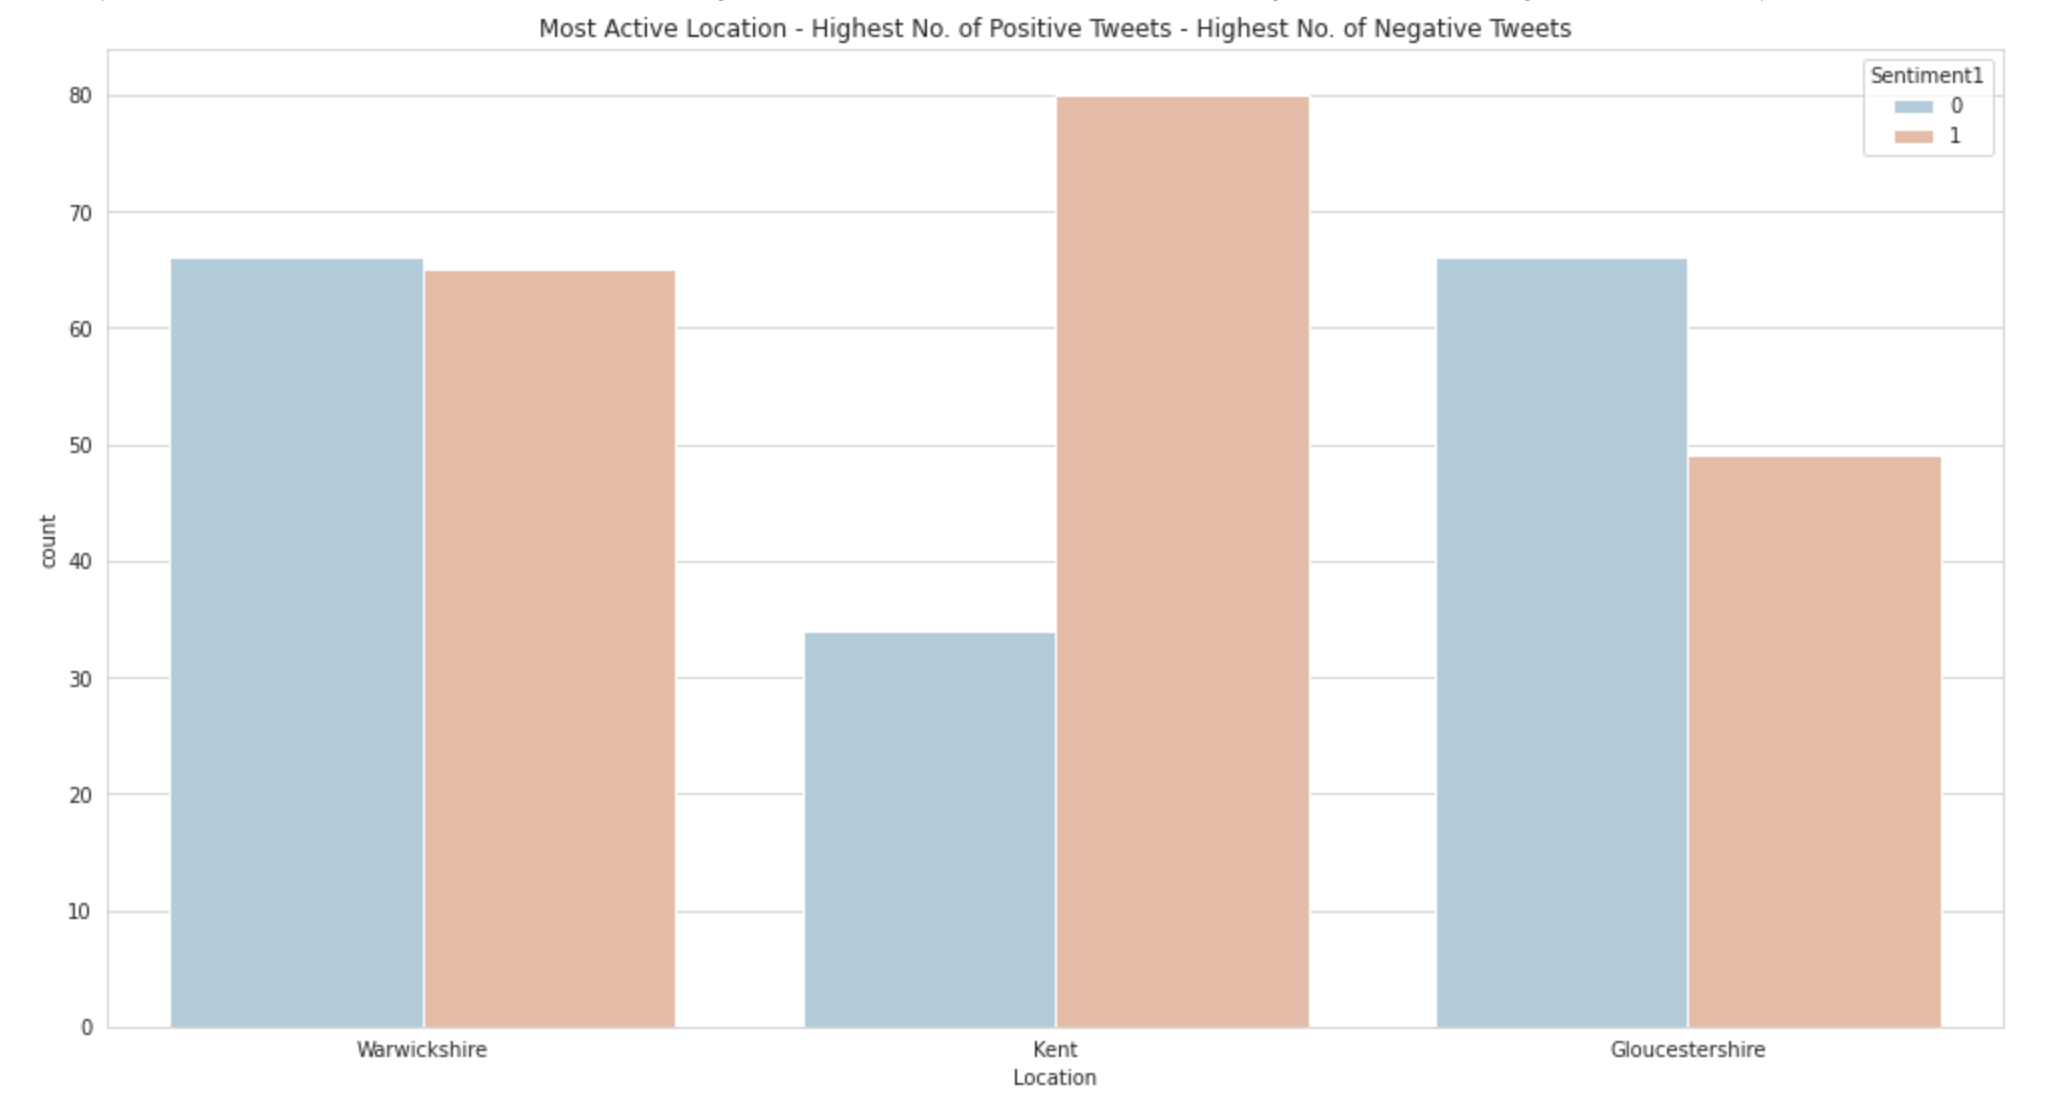 Most Active Location - Highest No. of Positive Tweets - Highest No. of Negative Tweets
Sentiment1
0
1
80
70
60
50
40
30
20
10
0
count
Warwickshire Kent Gloucestershire
Location